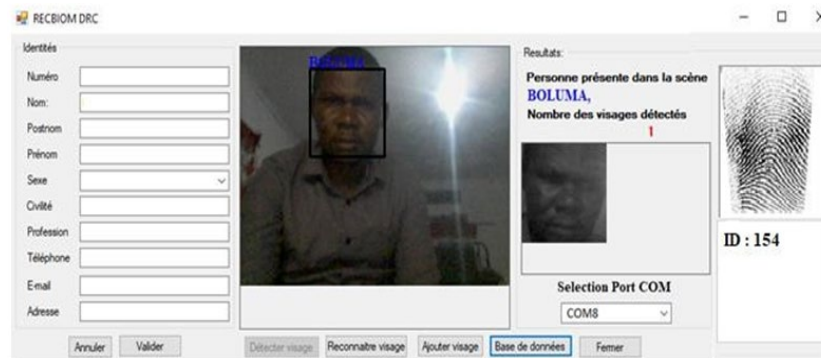 RECBIOM DRC
Identités
Numéro
Nom:
Postnom
Prénom
Sexe
Civilité
Profession
Téléphone
E-mail
Adresse
Annuler
Valider
BOLUMA
Détecter visage
Reconnaitre visage
Ajouter visage
Base de données
Fermer
Resultats:
Personne présente dans la scène
BOLUMA,
Nombre des visages détectés
1
Selection Port COM
COM8
ID : 154